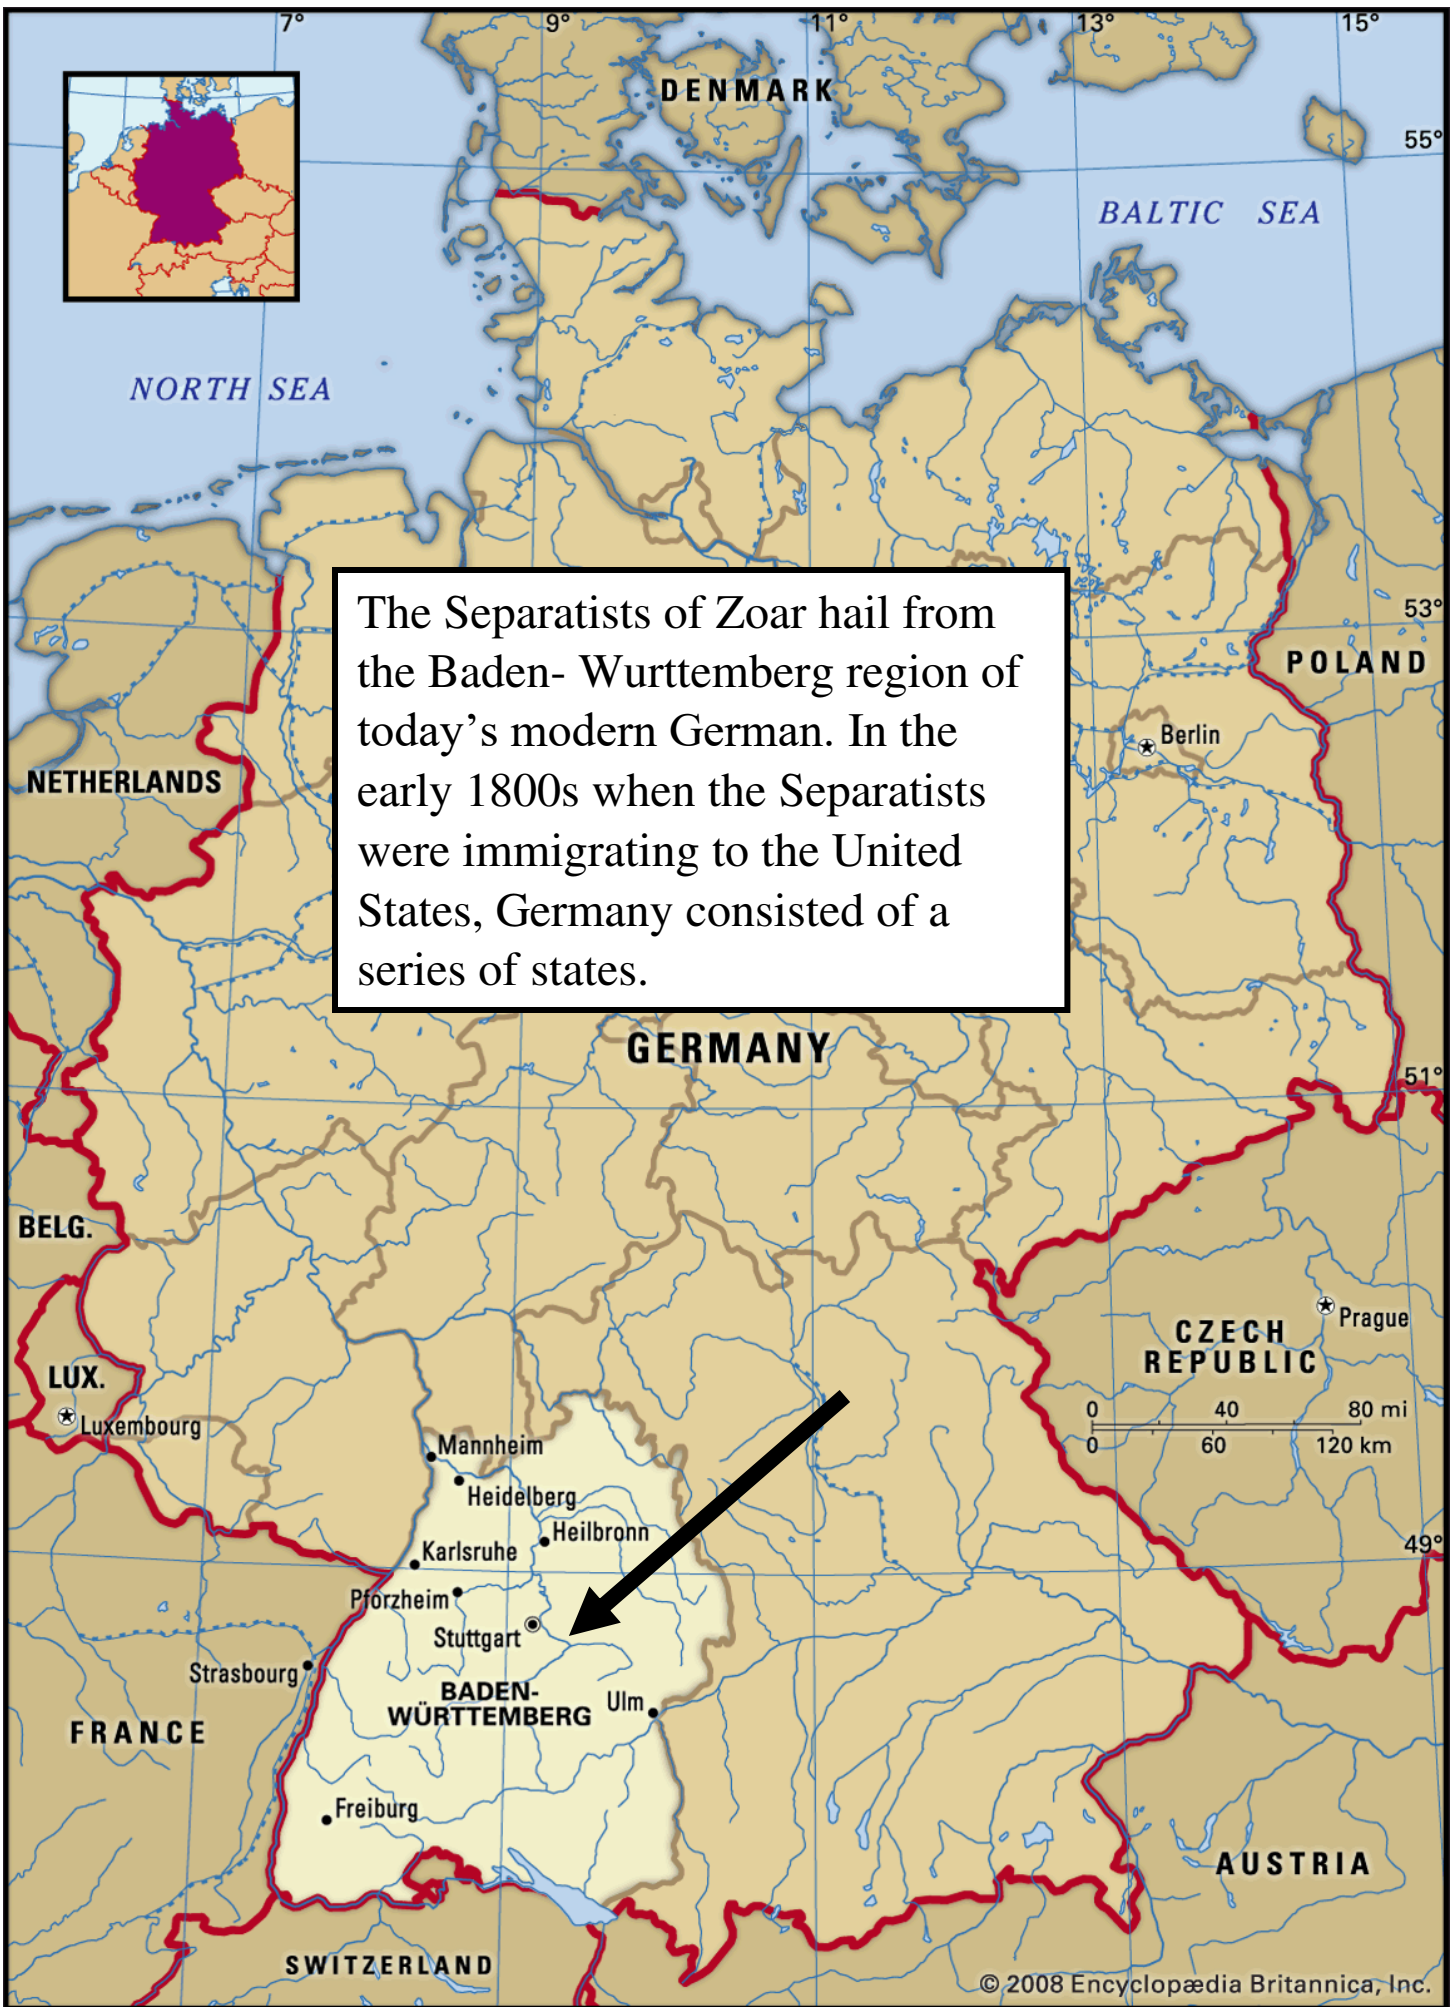 7° 9° 11° 13° 15°
DENMARK
55°
BALTIC SEA
NORTH SEA
The Separatists of Zoar hail from
the Baden- Wurttemberg region of
today’s modern German. In the
early 1800s when the Separatists
were immigrating to the United
States, Germany consisted of a
series of states.
53°
POLAND
Berlin
NETHERLANDS
GERMANY
51°
BELG.
Prague
CZECH
REPUBLIC
LUX.
Luxembourg
0 40 80 mi
0 60 120 km
Mannheim
Heidelberg
Heilbronn
49°
Karlsruhe
Pforzheim
Stuttgart
Strasbourg
BADEN-
WÜRTTEMBERG
Ulm
FRANCE
Freiburg
AUSTRIA
SWITZERLAND
© 2008 Encyclopædia Britannica, Inc.